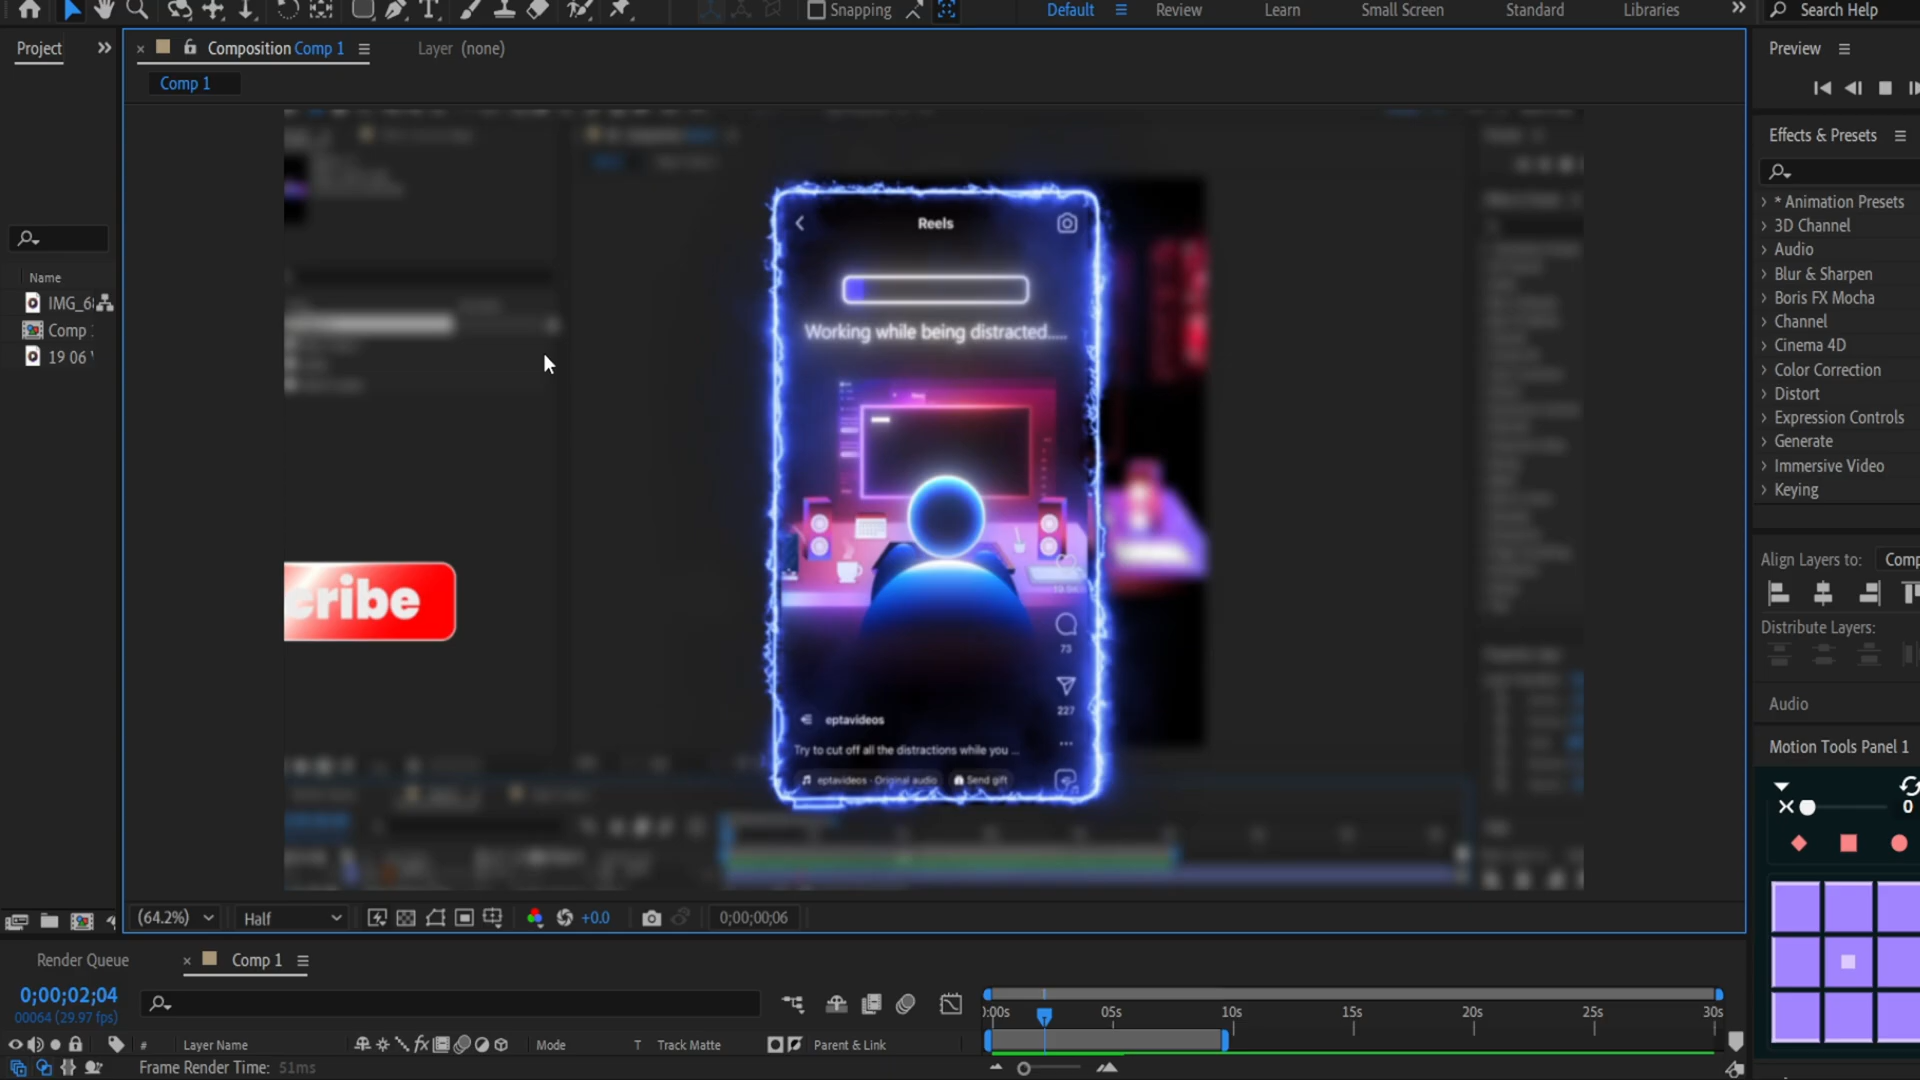 Snapping
Default
Review
Learn
Small Screen
Standard
Libraries
Search Help
Project
Composition Comp 1
Layer (none)
Preview
Comp 1
Effects & Presets
* Animation Presets
3D Channel
Audio
Blur & Sharpen
Boris FX Mocha
Channel
Cinema 4D
Color Correction
Distort
Expression Controls
Generate
Immersive Video
Keying
Name
IMG_6
Comp
19 06
Reels
Working while being distracted.....
cribe
73
227
eptavideos
Try to cut off all the distractions while you ...
eptavideos · Original audio
Send gift
Align Layers to:
Comp
Distribute Layers:
Audio
Motion Tools Panel 1
0
(64.2%)
Half
+0.0
0;00;00;06
Render Queue
Comp 1
0;00;02;04
00064 (29.97 fps)
):00s
05s
10s
15s
20s
25s
30s
#
Layer Name
fx
Mode
T
Track Matte
Parent & Link
Frame Render Time: 51ms